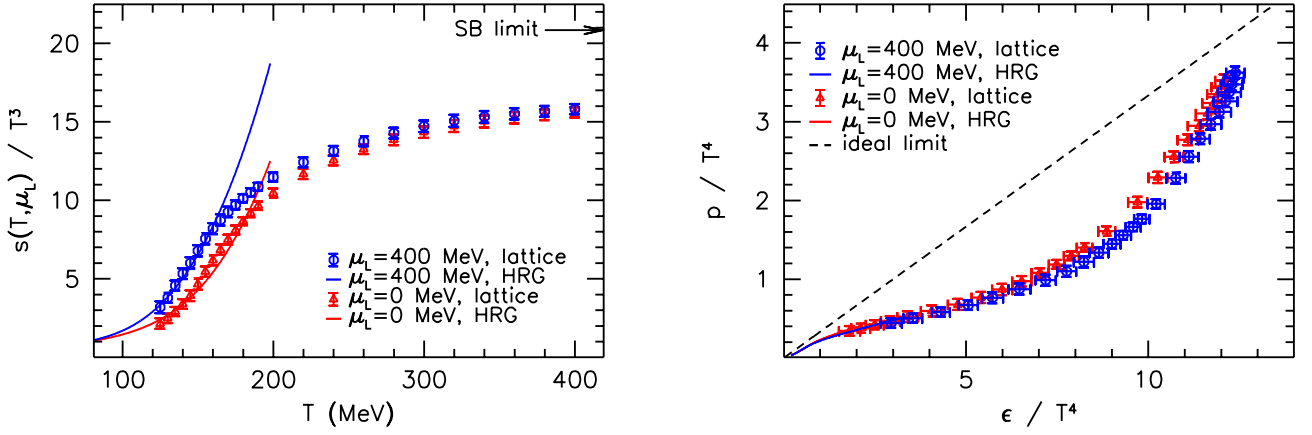 20
15
10
5
s(T,μL) / T³
SB limit
μL=400 MeV, lattice
μL=400 MeV, HRG
μL=0 MeV, lattice
μL=0 MeV, HRG
100
200
300
400
T (MeV)
4
2
0
p / T⁴
μL=400 MeV, lattice
μL=400 MeV, HRG
μL=0 MeV, lattice
μL=0 MeV, HRG
ideal limit
5
10
ϵ / T⁴